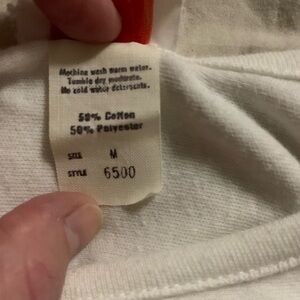 Machine wash warm water.
Tumble dry moderate.
No cold water detergents.
50% Cotton
50% Polyester
SIZE M
STYLE 6500